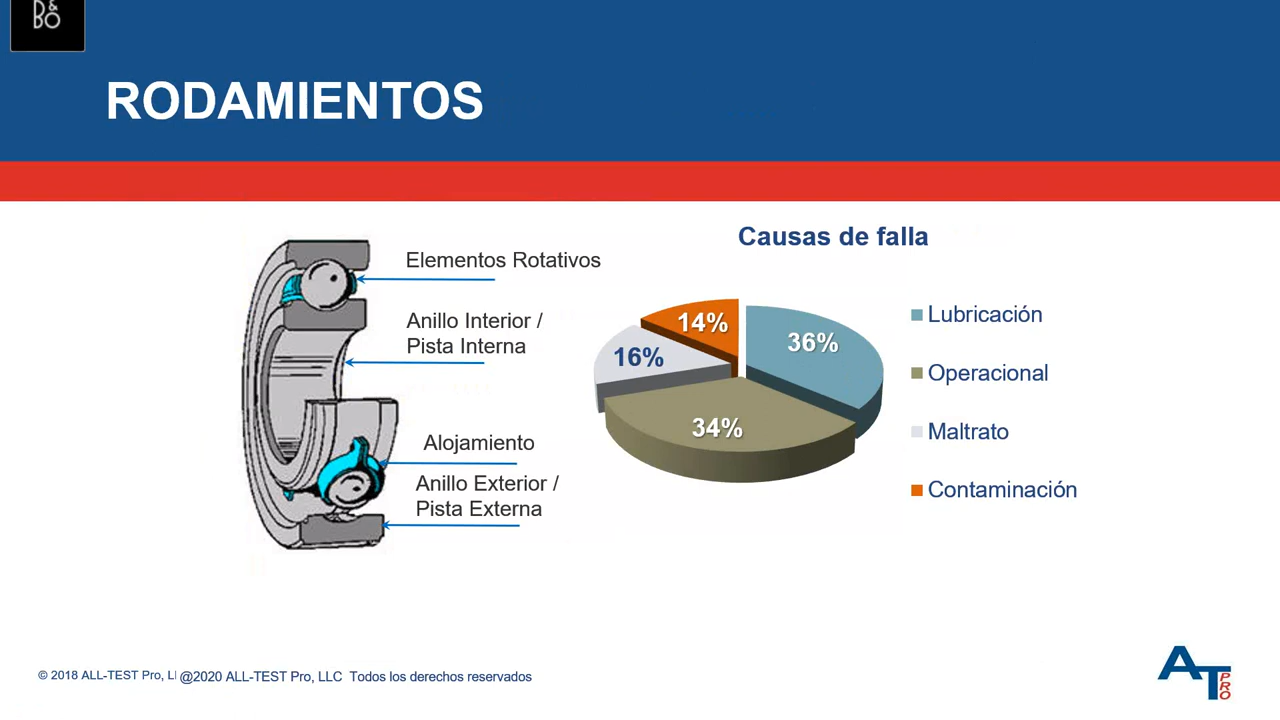 D&
BO
RODAMIENTOS
Causas de falla
Elementos Rotativos
Anillo Interior /
Pista Interna
Alojamiento
Anillo Exterior /
Pista Externa
14%
36%
16%
34%
Lubricación
Operacional
Maltrato
Contaminación
© 2018 ALL-TEST Pro, LL @2020 ALL-TEST Pro, LLC Todos los derechos reservados
AT
PRO